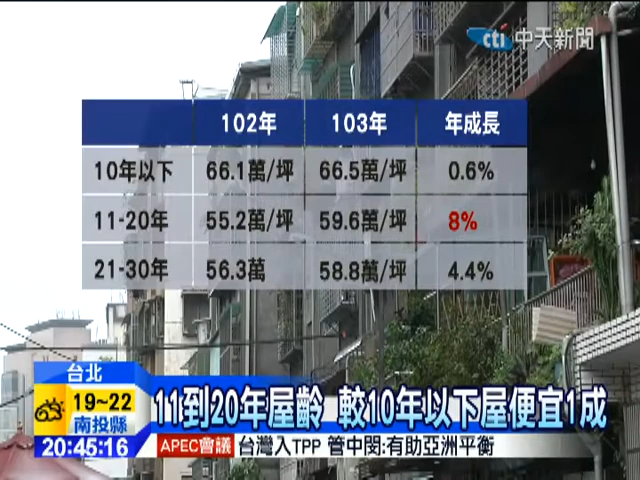 cti 中天新聞
102年 103年 年成長
10年以下 66.1萬/坪 66.5萬/坪 0.6%
11-20年 55.2萬/坪 59.6萬/坪 8%
21-30年 56.3萬 58.8萬/坪 4.4%
台北
19~22
南投縣
11到20年屋齡 較10年以下屋便宜1成
20:45:16
APEC會議 台灣入TPP 管中閔:有助亞洲平衡